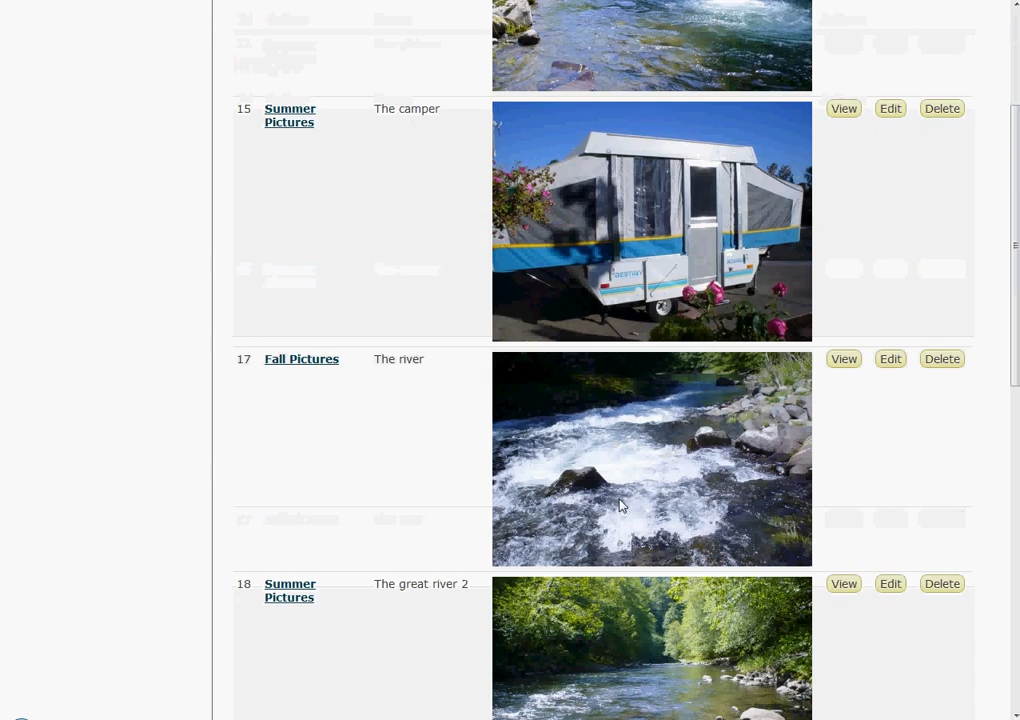 15 Summer Pictures The camper View Edit Delete
DESTINY
17 Fall Pictures The river View Edit Delete
18 Summer Pictures The great river 2 View Edit Delete